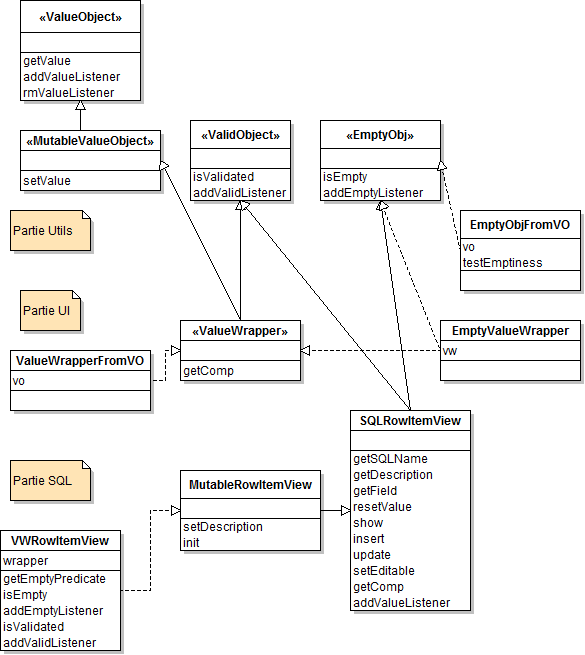 «ValueObject»
getValue
addValueListener
rmValueListener
«MutableValueObject»
setValue
«ValidObject»
isValidated
addValidListener
«EmptyObj»
isEmpty
addEmptyListener
EmptyObjFromVO
vo
testEmptiness
Partie Utils
Partie UI
«ValueWrapper»
getComp
EmptyValueWrapper
vw
ValueWrapperFromVO
vo
SQLRowItemView
getSQLName
getDescription
getField
resetValue
show
insert
update
setEditable
getComp
addValueListener
Partie SQL
MutableRowItemView
setDescription
init
VWRowItemView
wrapper
getEmptyPredicate
isEmpty
addEmptyListener
isValidated
addValidListener